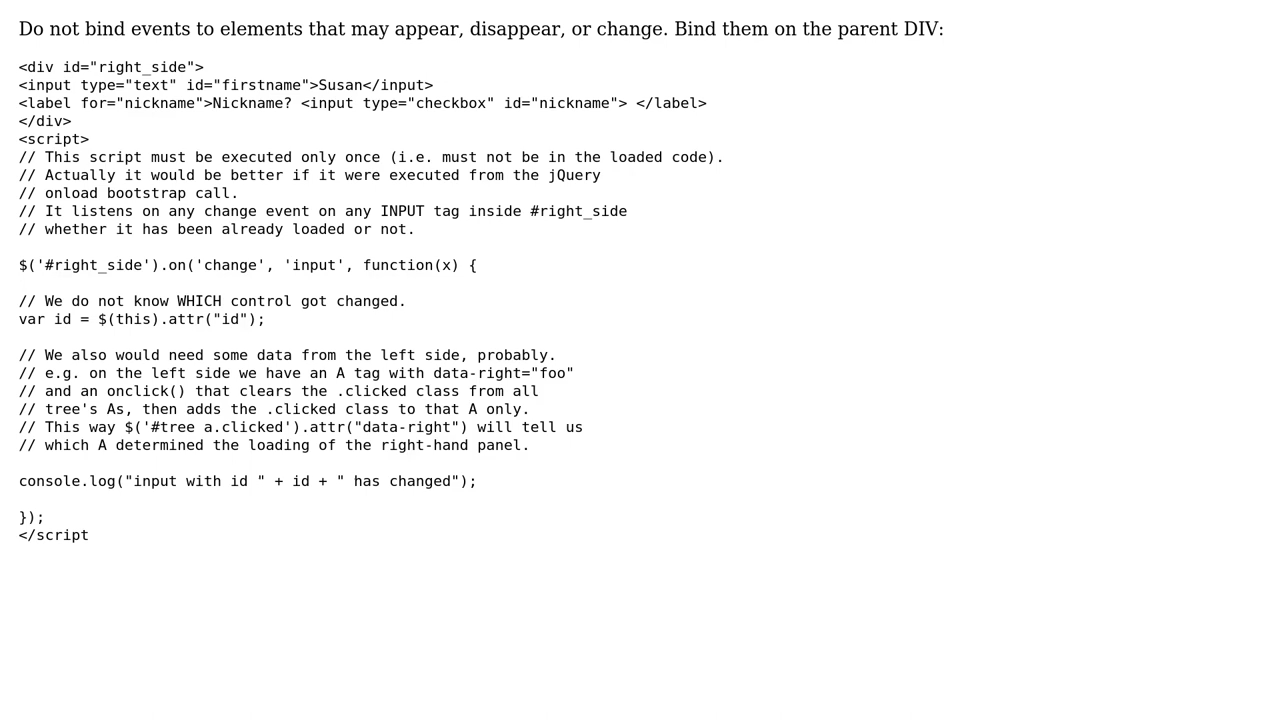 Do not bind events to elements that may appear, disappear, or change. Bind them on the parent DIV:
<div id="right_side">
<input type="text" id="firstname">Susan</input>
<label for="nickname">Nickname? <input type="checkbox" id="nickname"> </label>
</div>
<script>
// This script must be executed only once (i.e. must not be in the loaded code).
// Actually it would be better if it were executed from the jQuery
// onload bootstrap call.
// It listens on any change event on any INPUT tag inside #right_side
// whether it has been already loaded or not.
$('#right_side').on('change', 'input', function(x) {
// We do not know WHICH control got changed.
var id = $(this).attr("id");
// We also would need some data from the left side, probably.
// e.g. on the left side we have an A tag with data-right="foo"
// and an onclick() that clears the .clicked class from all
// tree's As, then adds the .clicked class to that A only.
// This way $('#tree a.clicked').attr("data-right") will tell us
// which A determined the loading of the right-hand panel.
console.log("input with id " + id + " has changed");
});
</script